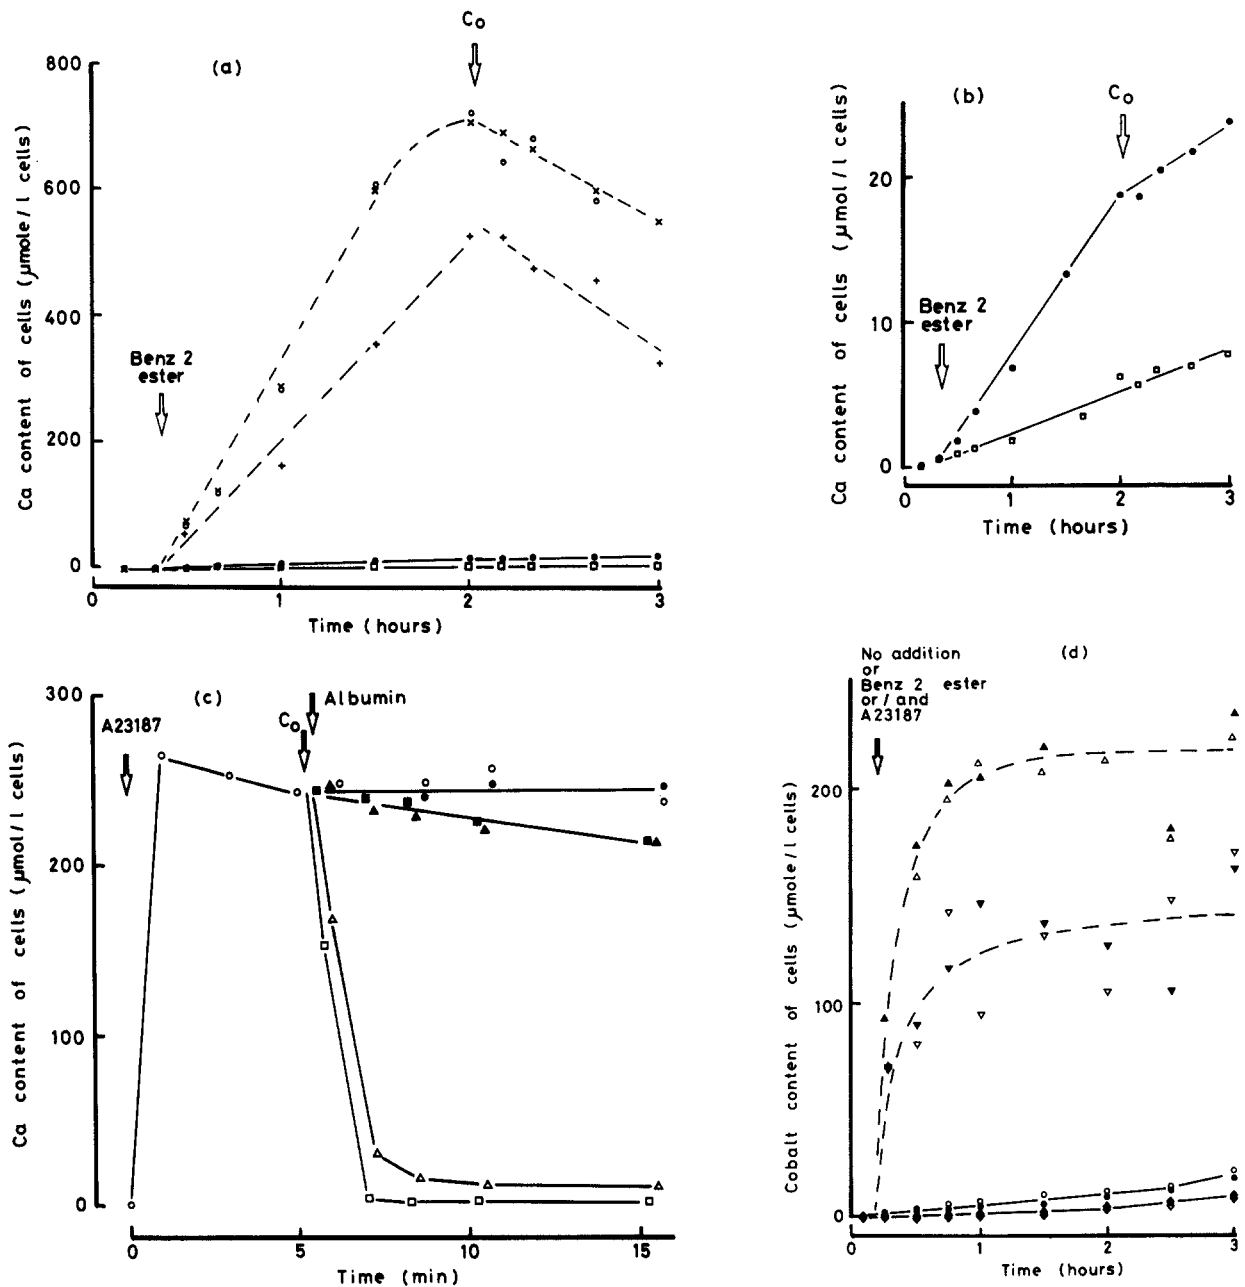 Co
(a)
800
600
400
200
0
Ca content of cells (μmole/l cells)
Benz 2
ester
0
1
2
3
Time (hours)
(b)
Co
20
10
0
Ca content of cells (μmol/l cells)
Benz 2
ester
0
1
2
3
Time (hours)
(c)
300
200
100
0
Ca content of cells (μmol/l cells)
A23187
Co
Albumin
0
5
10
15
Time (min)
No addition
or
Benz 2 ester
or/and
A23187
(d)
200
100
0
Cobalt content of cells (μmole/l cells)
0
1
2
3
Time (hours)